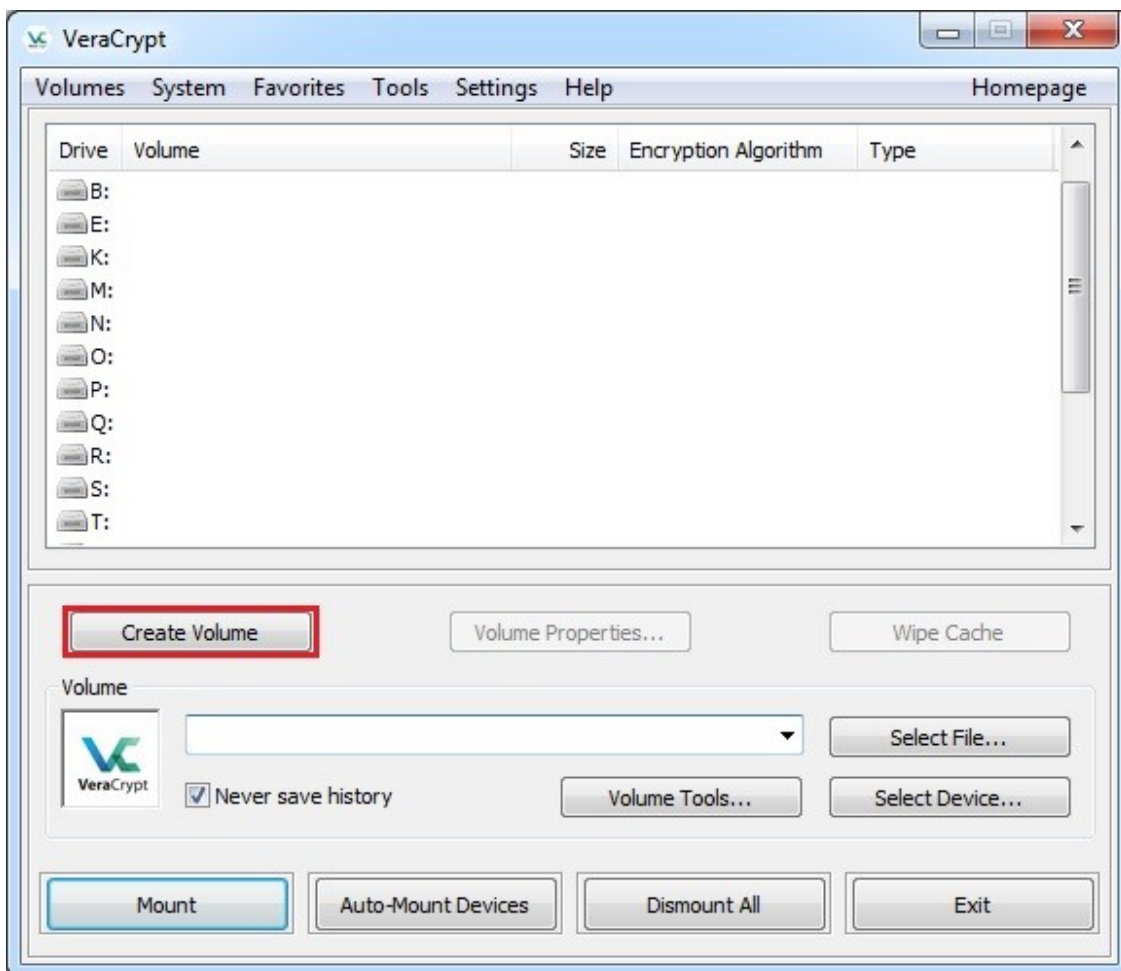 VeraCrypt
Volumes System Favorites Tools Settings Help Homepage
Drive Volume Size Encryption Algorithm Type
B:
E:
K:
M:
N:
O:
P:
Q:
R:
S:
T:
Create Volume Volume Properties... Wipe Cache
Volume
VeraCrypt
Select File...
Never save history Volume Tools... Select Device...
Mount Auto-Mount Devices Dismount All Exit